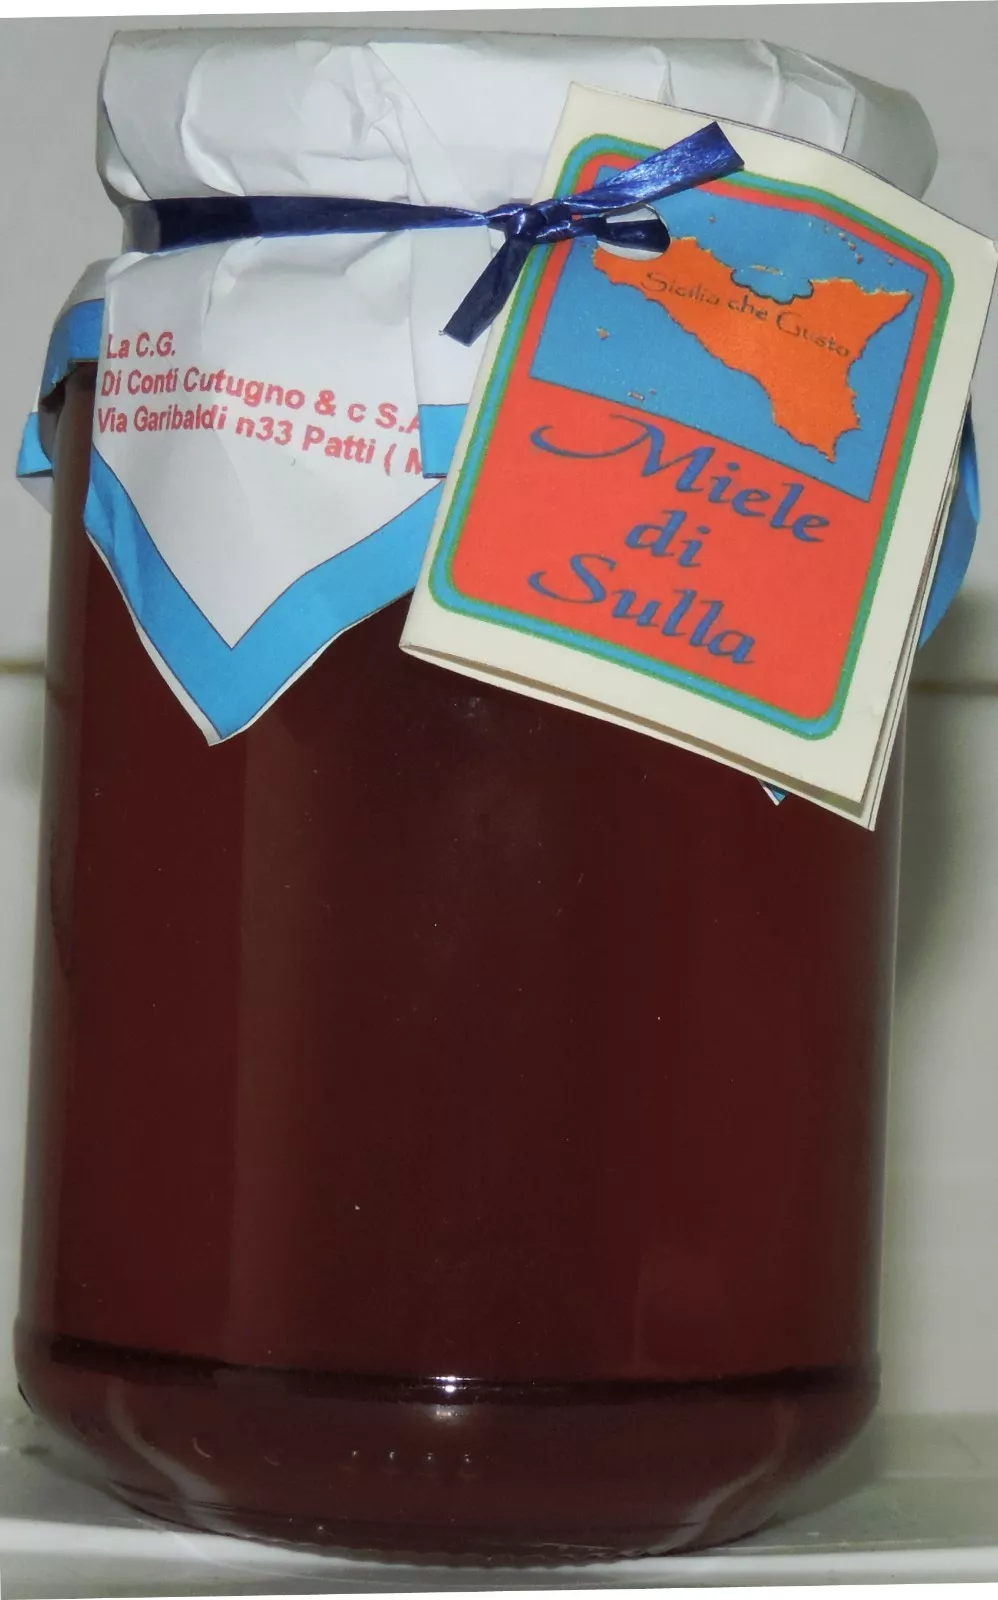 La C.G.
Di Conti Cutugno & c
Via Garibaldi n33 Patti (
Sicilia che Gusto
Miele
di
Sulla